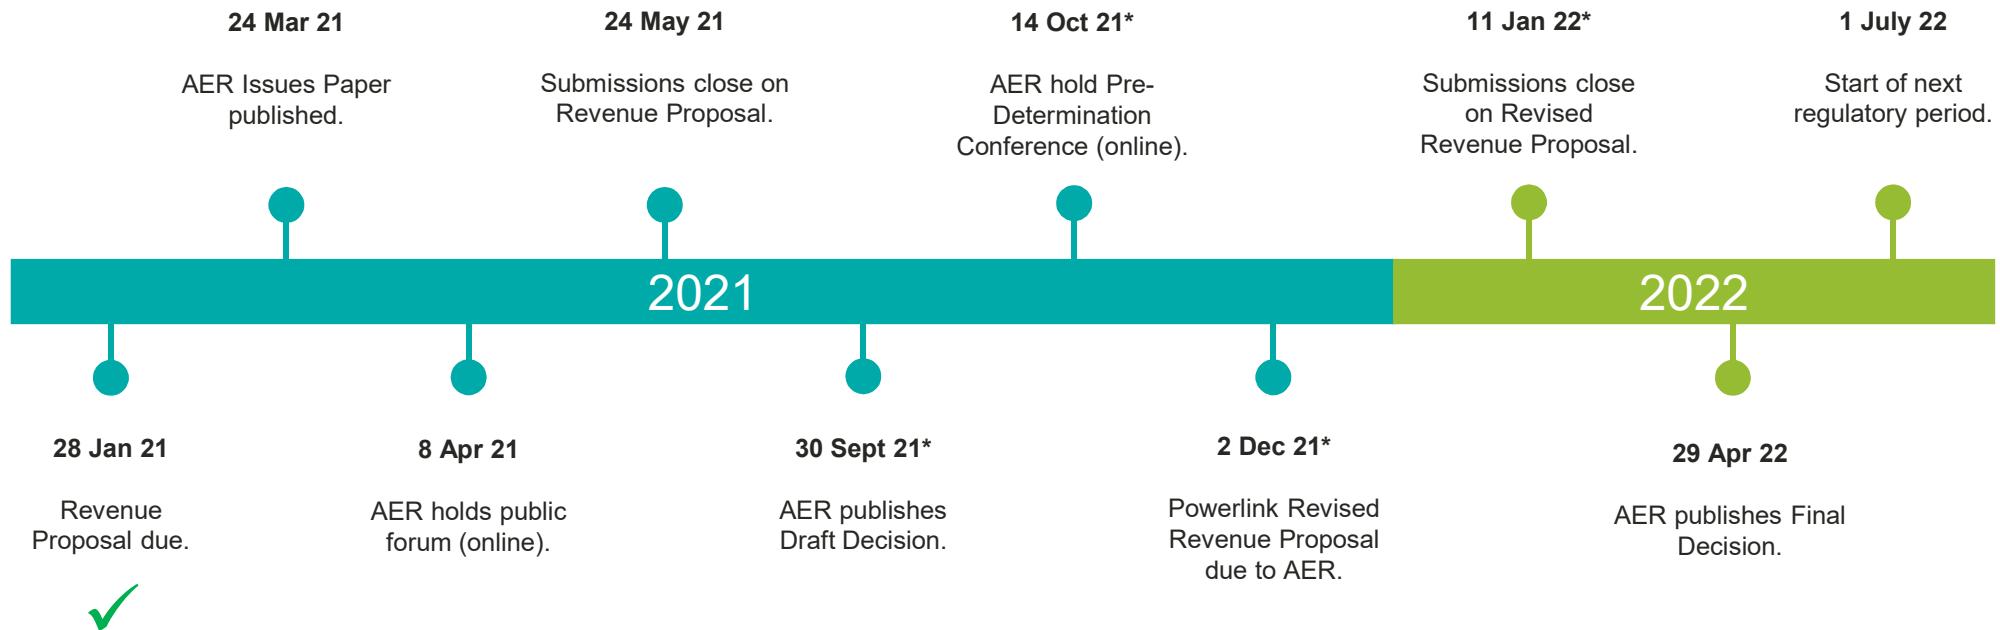 24 Mar 21
AER Issues Paper
published.
24 May 21
Submissions close on
Revenue Proposal.
14 Oct 21*
AER hold Pre-
Determination
Conference (online).
11 Jan 22*
Submissions close
on Revised
Revenue Proposal.
1 July 22
Start of next
regulatory period.
2021
2022
28 Jan 21
Revenue
Proposal due.
8 Apr 21
AER holds public
forum (online).
30 Sept 21*
AER publishes
Draft Decision.
2 Dec 21*
Powerlink Revised
Revenue Proposal
due to AER.
29 Apr 22
AER publishes Final
Decision.